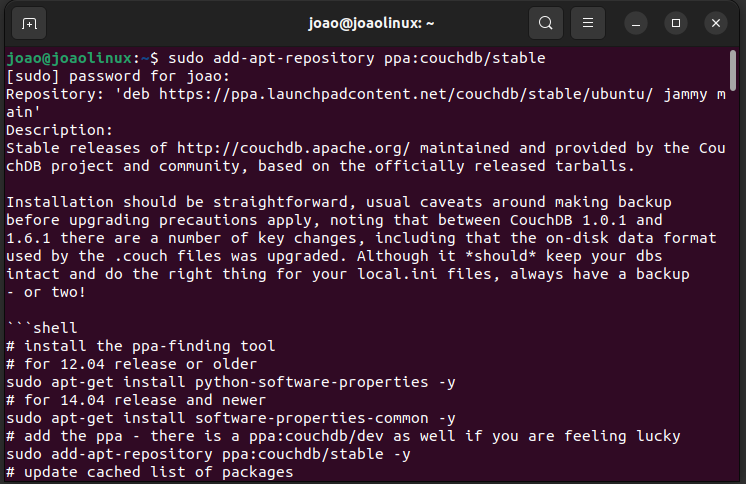 joao@joaolinux: ~
joao@joaolinux:~$ sudo add-apt-repository ppa:couchdb/stable
[sudo] password for joao:
Repository: 'deb https://ppa.launchpadcontent.net/couchdb/stable/ubuntu/ jammy m
ain'
Description:
Stable releases of http://couchdb.apache.org/ maintained and provided by the Cou
chDB project and community, based on the officially released tarballs.

Installation should be straightforward, usual caveats around making backup
before upgrading precautions apply, noting that between CouchDB 1.0.1 and
1.6.1 there are a number of key changes, including that the on-disk data format
used by the .couch files was upgraded. Although it *should* keep your dbs
intact and do the right thing for your local.ini files, always have a backup
- or two!

```shell
# install the ppa-finding tool
# for 12.04 release or older
sudo apt-get install python-software-properties -y
# for 14.04 release and newer
sudo apt-get install software-properties-common -y
# add the ppa - there is a ppa:couchdb/dev as well if you are feeling lucky
sudo add-apt-repository ppa:couchdb/stable -y
# update cached list of packages